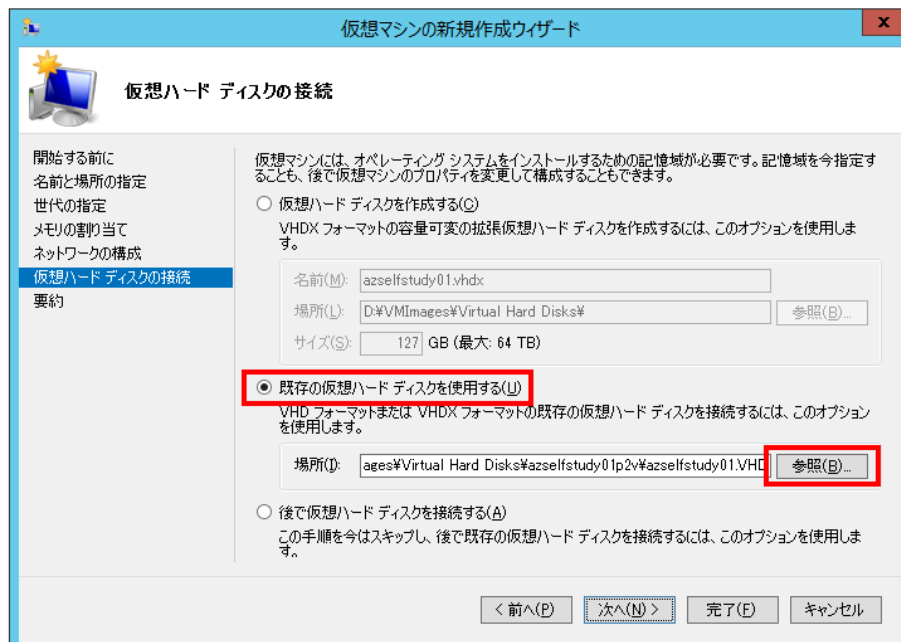 仮想マシンの新規作成ウィザード
x
仮想ハード ディスクの接続
開始する前に
名前と場所の指定
世代の指定
メモリの割り当て
ネットワークの構成
仮想ハード ディスクの接続
要約
仮想マシンには、オペレーティング システムをインストールするための記憶域が必要です。記憶域を今指定す
ることも、後で仮想マシンのプロパティを変更して構成することもできます。
仮想ハード ディスクを作成する(C)
VHDX フォーマットの容量可変の拡張仮想ハード ディスクを作成するには、このオプションを使用しま
す。
名前(M): azselfstudy01.vhdx
場所(L): D:¥VMImages¥Virtual Hard Disks¥ 参照(B)...
サイズ(S): 127 GB (最大: 64 TB)
既存の仮想ハード ディスクを使用する(U)
VHD フォーマットまたは VHDX フォーマットの既存の仮想ハード ディスクを接続するには、このオプション
を使用します。
場所(I): ages¥Virtual Hard Disks¥azselfstudy01p2v¥azselfstudy01.VHD 参照(B)...
後で仮想ハード ディスクを接続する(A)
この手順を今はスキップし、後で既存の仮想ハード ディスクを接続するには、このオプションを使用しま
す。
< 前へ(P) 次へ(N) > 完了(F) キャンセル